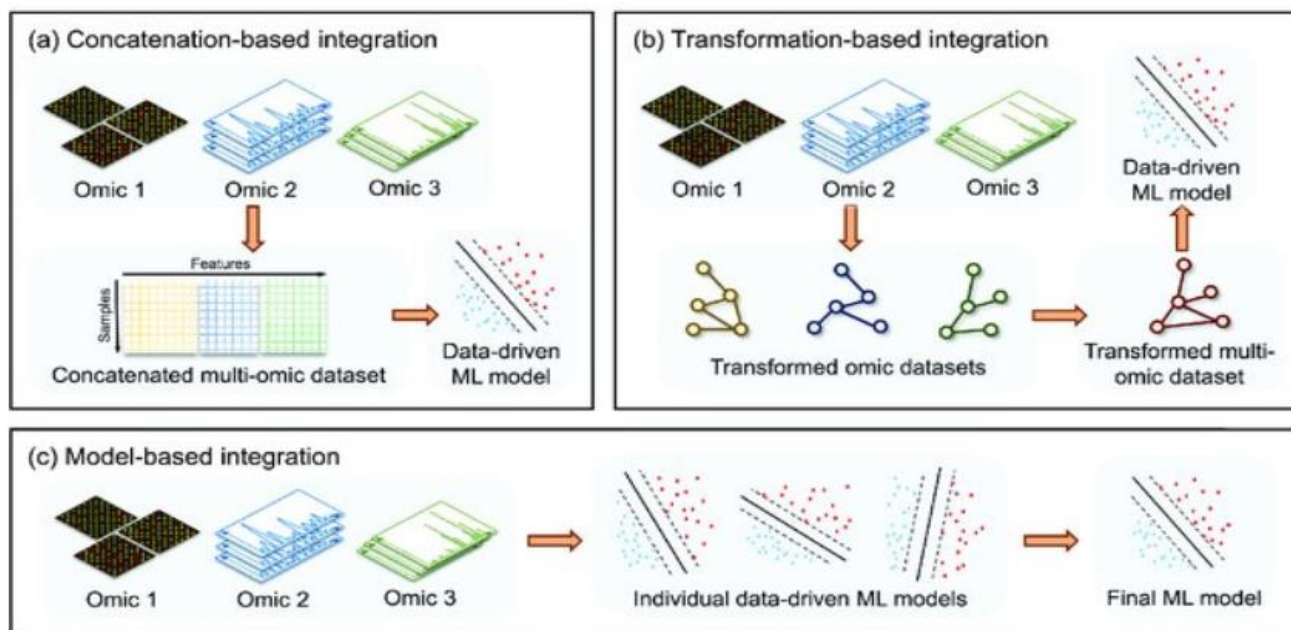 (a) Concatenation-based integration
Omic 1
Omic 2
Omic 3
Features
Samples
Concatenated multi-omic dataset
Data-driven
ML model
(b) Transformation-based integration
Omic 1
Omic 2
Omic 3
Data-driven
ML model
Transformed omic datasets
Transformed multi-
omic dataset
(c) Model-based integration
Omic 1
Omic 2
Omic 3
Individual data-driven ML models
Final ML model